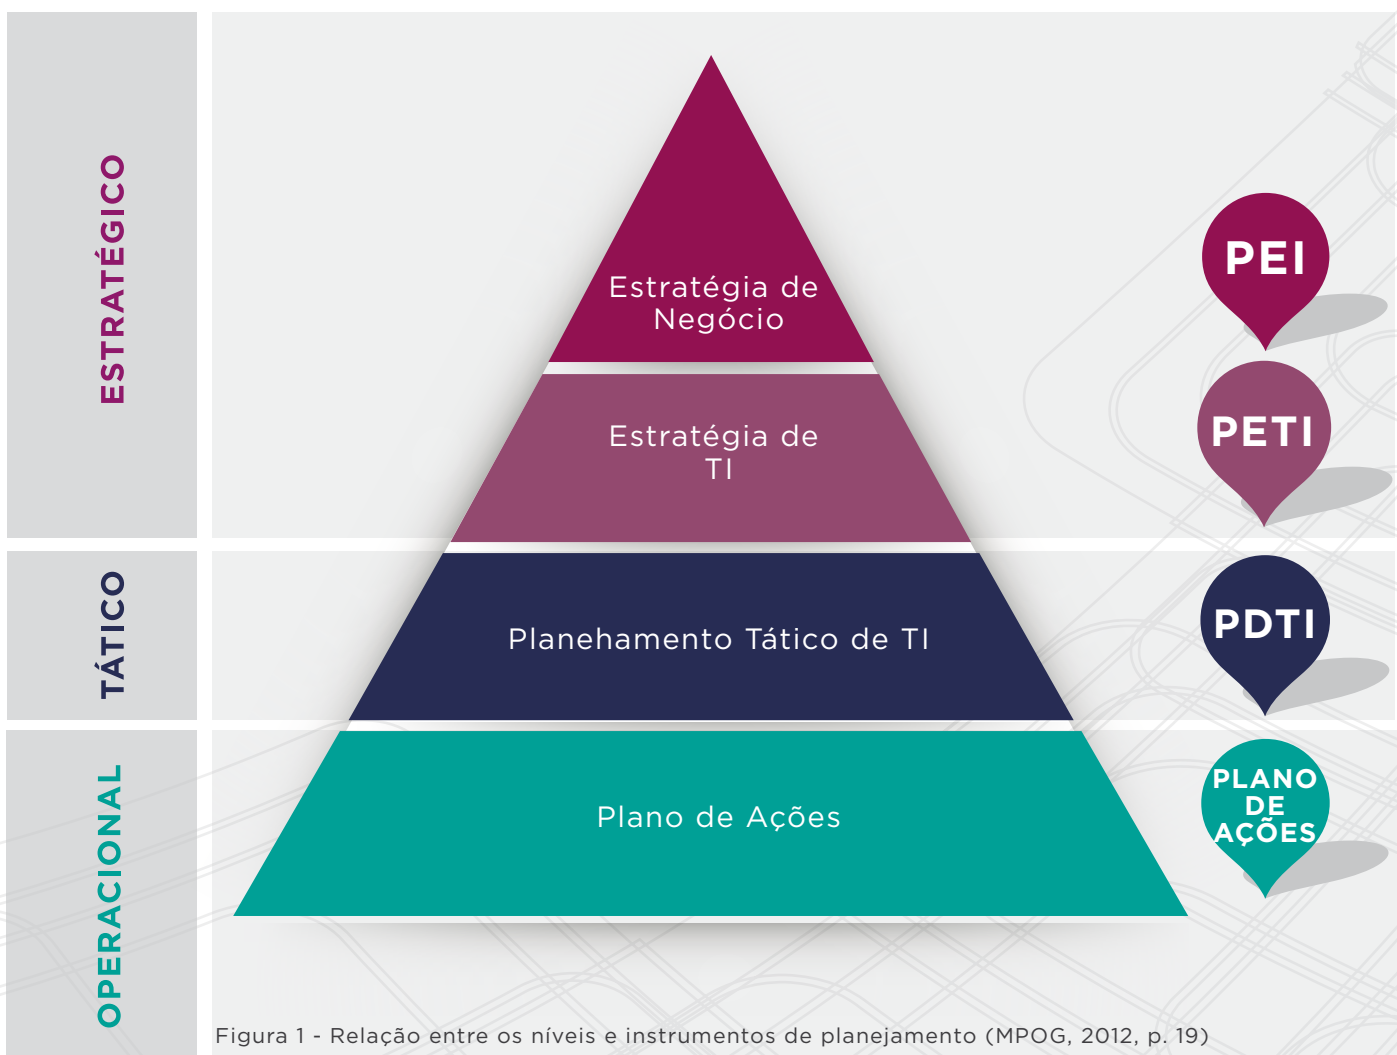 ESTRATÉGICO
Estratégia de
Negócio
PEI
Estratégia de
TI
PETI
TÁTICO
Planehamento Tático de TI
PDTI
OPERACIONAL
Plano de Ações
PLANO
DE
AÇÕES
Figura 1 - Relação entre os níveis e instrumentos de planejamento (MPOG, 2012, p. 19)